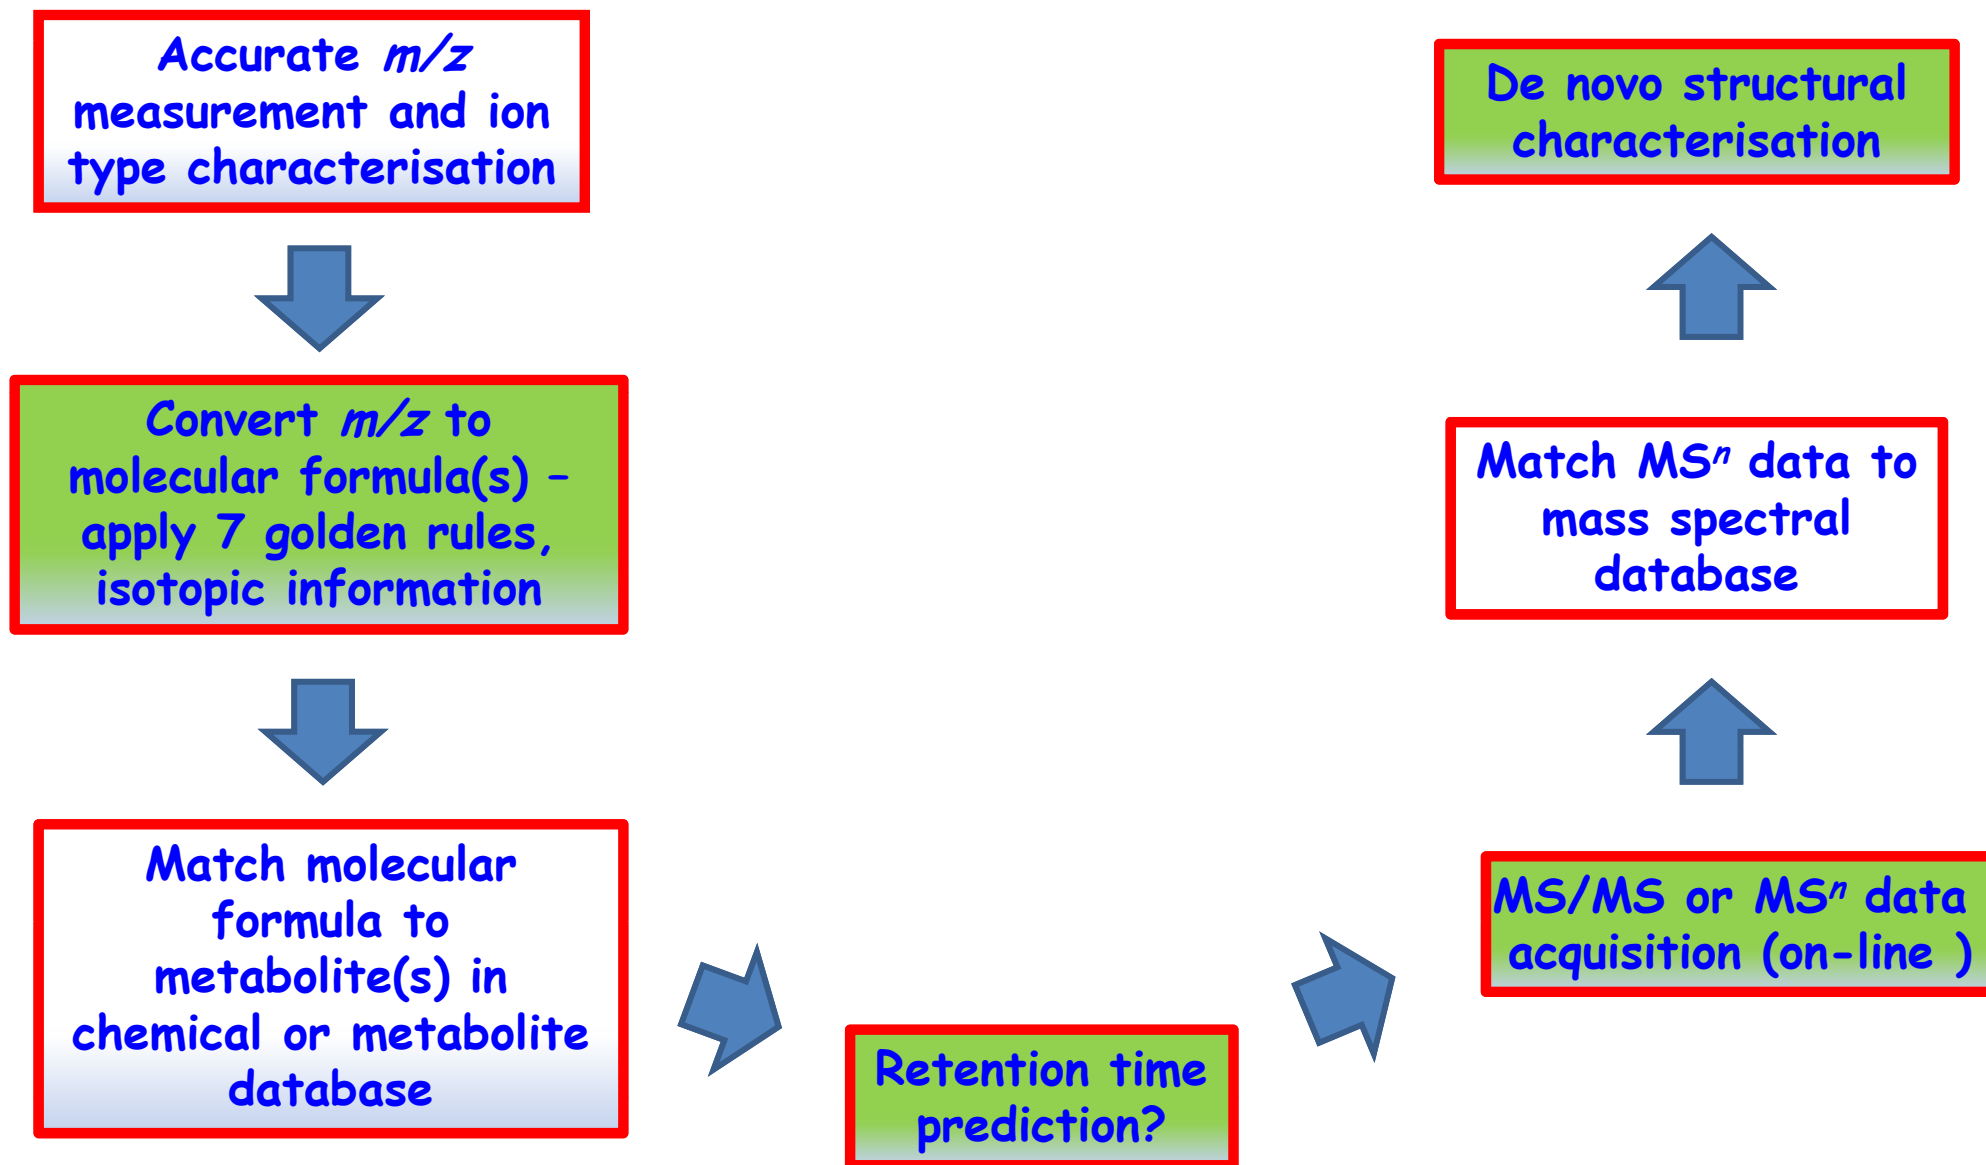 Accurate m/z
measurement and ion
type characterisation
Convert m/z to
molecular formula(s) –
apply 7 golden rules,
isotopic information
Match molecular
formula to
metabolite(s) in
chemical or metabolite
database
Retention time
prediction?
MS/MS or MSⁿ data
acquisition (on-line )
Match MSⁿ data to
mass spectral
database
De novo structural
characterisation